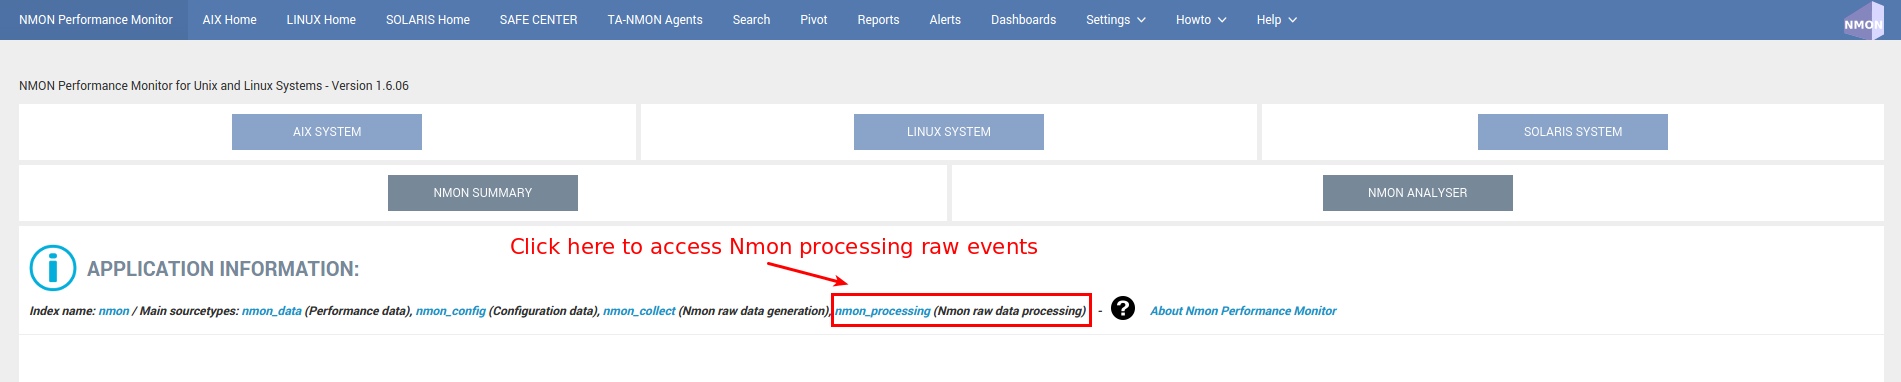 NMON Performance Monitor AIX Home LINUX Home SOLARIS Home SAFE CENTER TA-NMON Agents Search Pivot Reports Alerts Dashboards Settings Howto Help NMON
NMON Performance Monitor for Unix and Linux Systems - Version 1.6.06
AIX SYSTEM LINUX SYSTEM SOLARIS SYSTEM
NMON SUMMARY NMON ANALYSER
Click here to access Nmon processing raw events
APPLICATION INFORMATION:
Index name: nmon / Main sourcetypes: nmon_data (Performance data), nmon_config (Configuration data), nmon_collect (Nmon raw data generation), nmon_processing (Nmon raw data processing) - ? About Nmon Performance Monitor